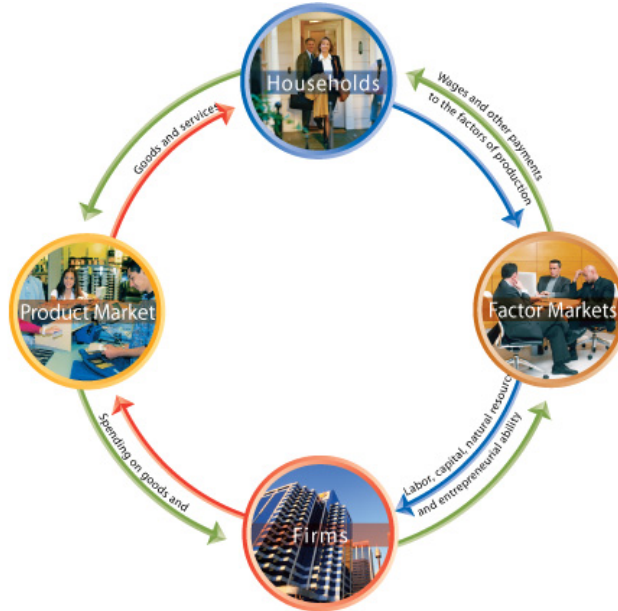 Households
Wages and other payments
to the factors of production
Goods and services
Product Market
Factor Markets
Spending on goods and
Labor, capital, natural resourc
and entrepreneurial ability
Firms